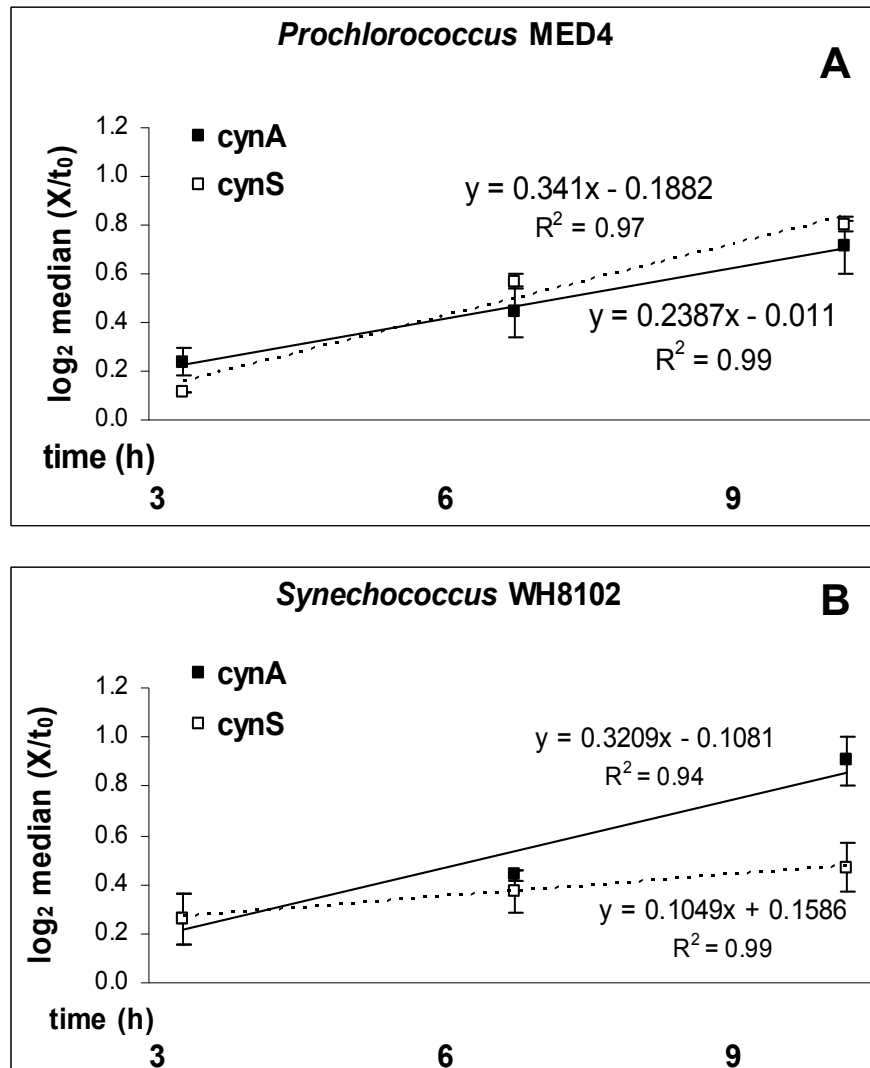 Prochlorococcus MED4
A
cynA
cynS
log₂ median (X/t₀)
1.2
1.0
0.8
0.6
0.4
0.2
0.0
y = 0.341x - 0.1882
R² = 0.97
y = 0.2387x - 0.011
R² = 0.99
time (h)
3 6 9
Synechococcus WH8102
B
cynA
cynS
log₂ median (X/t₀)
1.2
1.0
0.8
0.6
0.4
0.2
0.0
y = 0.3209x - 0.1081
R² = 0.94
y = 0.1049x + 0.1586
R² = 0.99
time (h)
3 6 9